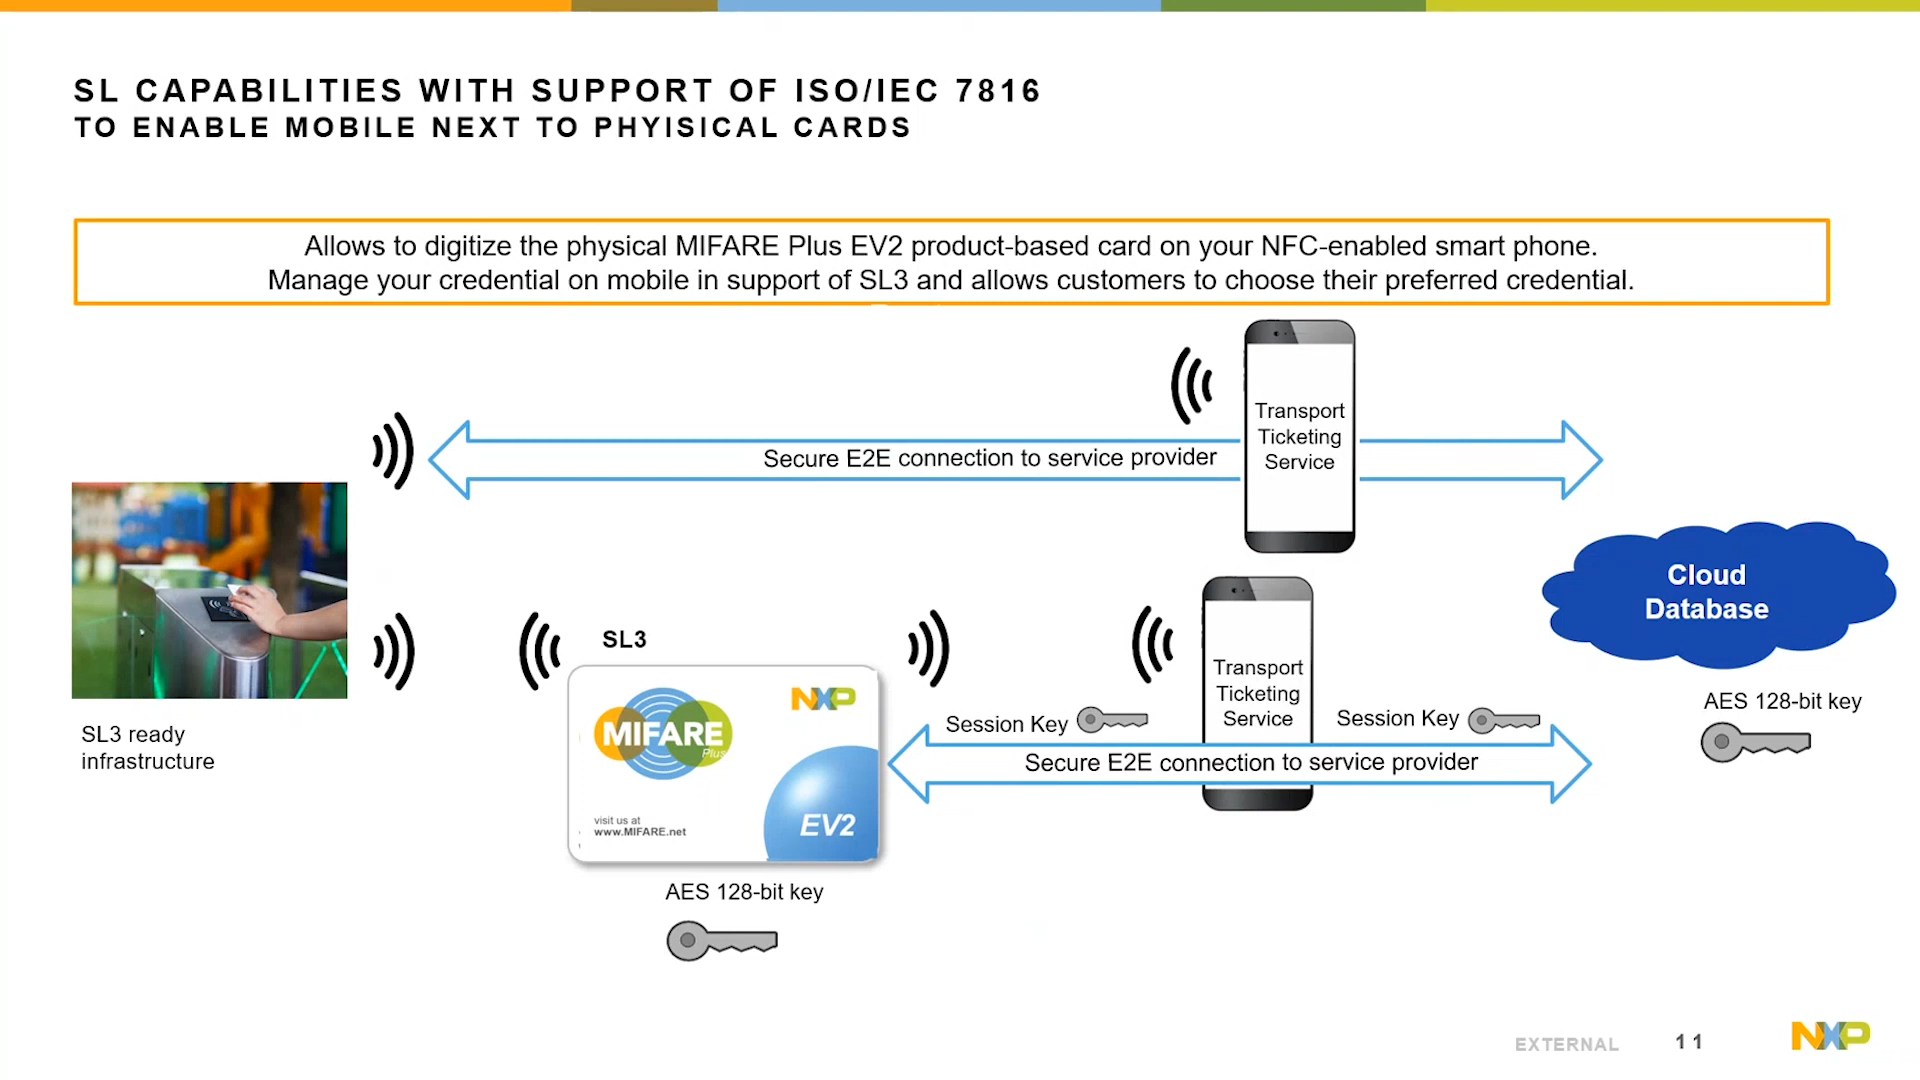 SL CAPABILITIES WITH SUPPORT OF ISO/IEC 7816
TO ENABLE MOBILE NEXT TO PHYISICAL CARDS
Allows to digitize the physical MIFARE Plus EV2 product-based card on your NFC-enabled smart phone.
Manage your credential on mobile in support of SL3 and allows customers to choose their preferred credential.
Transport
Ticketing
Service
Secure E2E connection to service provider
Cloud
Database
AES 128-bit key
SL3 ready
infrastructure
SL3
NXP
MIFARE
Plus
visit us at
www.MIFARE.net
EV2
AES 128-bit key
Transport
Ticketing
Service
Session Key
Session Key
Secure E2E connection to service provider
EXTERNAL
11
NXP